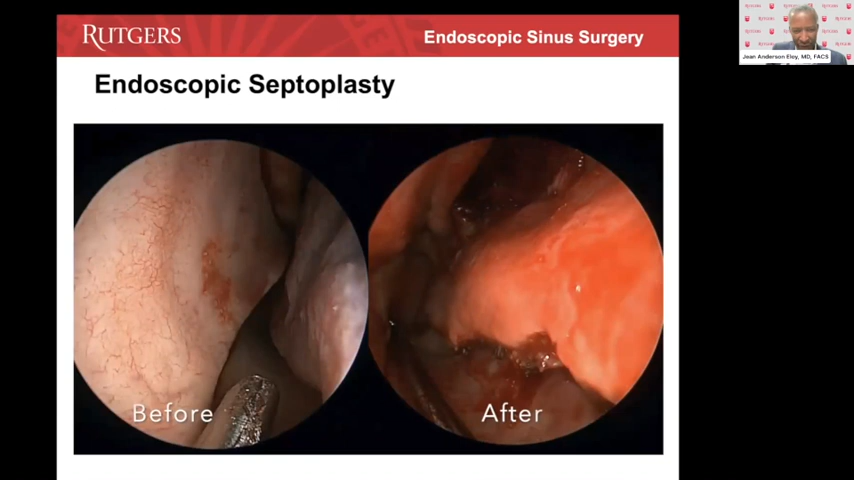 RUTGERS
Endoscopic Sinus Surgery
Endoscopic Septoplasty
Before
After
Jean Anderson Eloy, MD, FACS